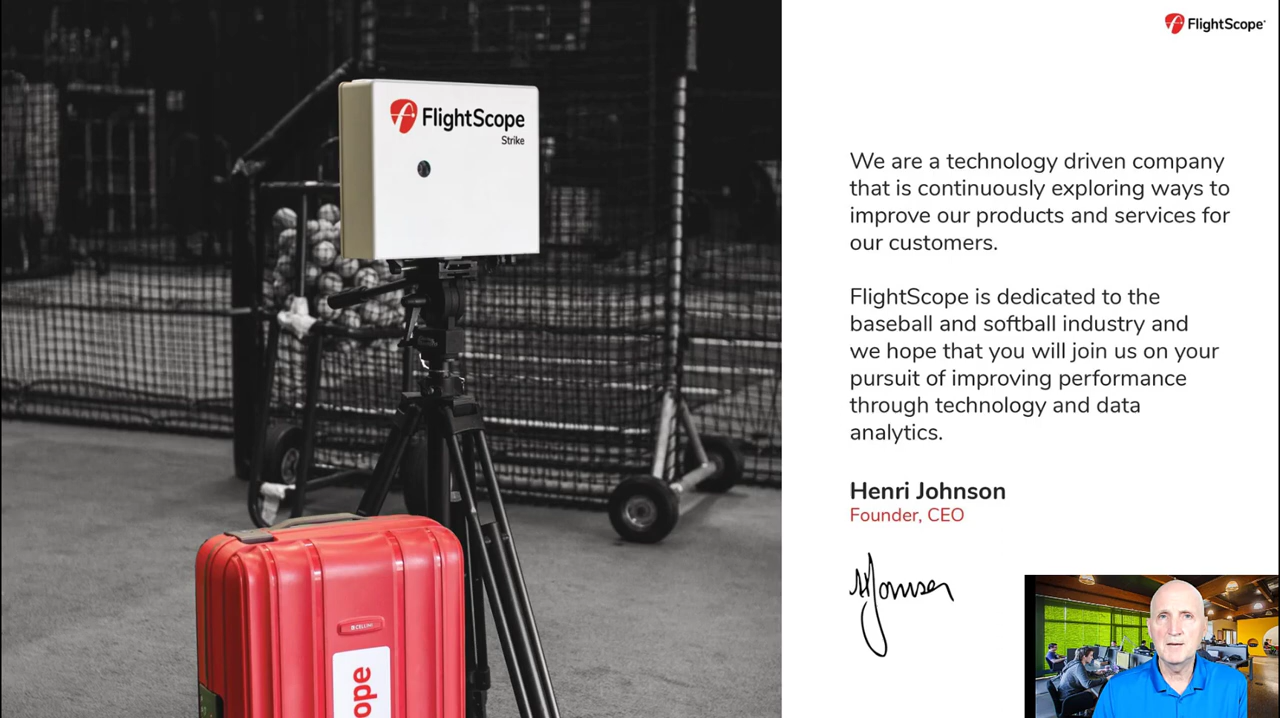 FlightScope
Strike
CELLINI
ope
FlightScope
We are a technology driven company
that is continuously exploring ways to
improve our products and services for
our customers.
FlightScope is dedicated to the
baseball and softball industry and
we hope that you will join us on your
pursuit of improving performance
through technology and data
analytics.
Henri Johnson
Founder, CEO